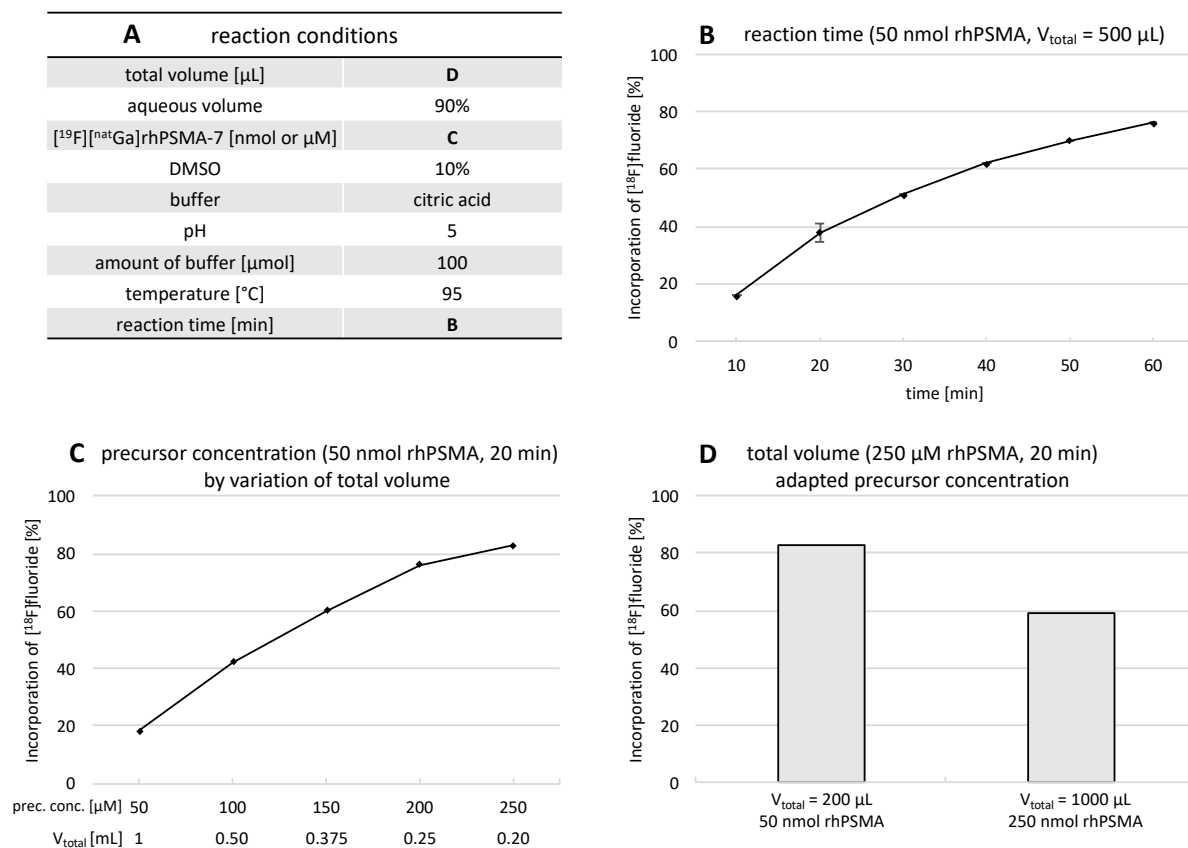 A reaction conditions
total volume [µL] D
aqueous volume 90%
[¹⁹F][ⁿᵃᵗGa]rhPSMA-7 [nmol or µM] C
DMSO 10%
buffer citric acid
pH 5
amount of buffer [µmol] 100
temperature [°C] 95
reaction time [min] B
B reaction time (50 nmol rhPSMA, Vtotal = 500 µL)
Incorporation of [¹⁸F]fluoride [%]
100
80
60
40
20
0
10 20 30 40 50 60
time [min]
C precursor concentration (50 nmol rhPSMA, 20 min)
by variation of total volume
Incorporation of [¹⁸F]fluoride [%]
100
80
60
40
20
0
prec. conc. [µM] 50 100 150 200 250
Vtotal [mL] 1 0.50 0.375 0.25 0.20
D total volume (250 µM rhPSMA, 20 min)
adapted precursor concentration
Incorporation of [¹⁸F]fluoride [%]
100
80
60
40
20
0
Vtotal = 200 µL
50 nmol rhPSMA
Vtotal = 1000 µL
250 nmol rhPSMA